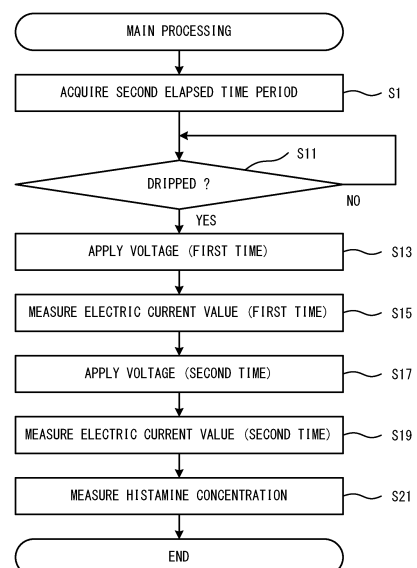 MAIN PROCESSING
ACQUIRE SECOND ELAPSED TIME PERIOD
S1
S11
DRIPPED ?
NO
YES
APPLY VOLTAGE (FIRST TIME)
S13
MEASURE ELECTRIC CURRENT VALUE (FIRST TIME)
S15
APPLY VOLTAGE (SECOND TIME)
S17
MEASURE ELECTRIC CURRENT VALUE (SECOND TIME)
S19
MEASURE HISTAMINE CONCENTRATION
S21
END